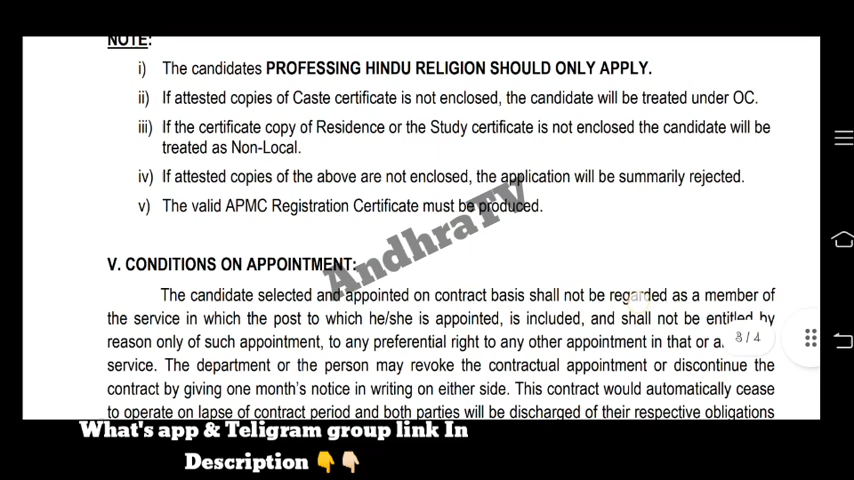 NOTE:
i) The candidates PROFESSING HINDU RELIGION SHOULD ONLY APPLY.
ii) If attested copies of Caste certificate is not enclosed, the candidate will be treated under OC.
iii) If the certificate copy of Residence or the Study certificate is not enclosed the candidate will be
treated as Non-Local.
iv) If attested copies of the above are not enclosed, the application will be summarily rejected.
v) The valid APMC Registration Certificate must be produced.
AndhraTV
V. CONDITIONS ON APPOINTMENT:
The candidate selected and appointed on contract basis shall not be regarded as a member of
the service in which the post to which he/she is appointed, is included, and shall not be entitled by
reason only of such appointment, to any preferential right to any other appointment in that or
3/4
service. The department or the person may revoke the contractual appointment or discontinue the
contract by giving one month's notice in writing on either side. This contract would automatically cease
to operate on lapse of contract period and both parties will be discharged of their respective obligations
What's app & Teligram group link In
Description 👇👇🏻